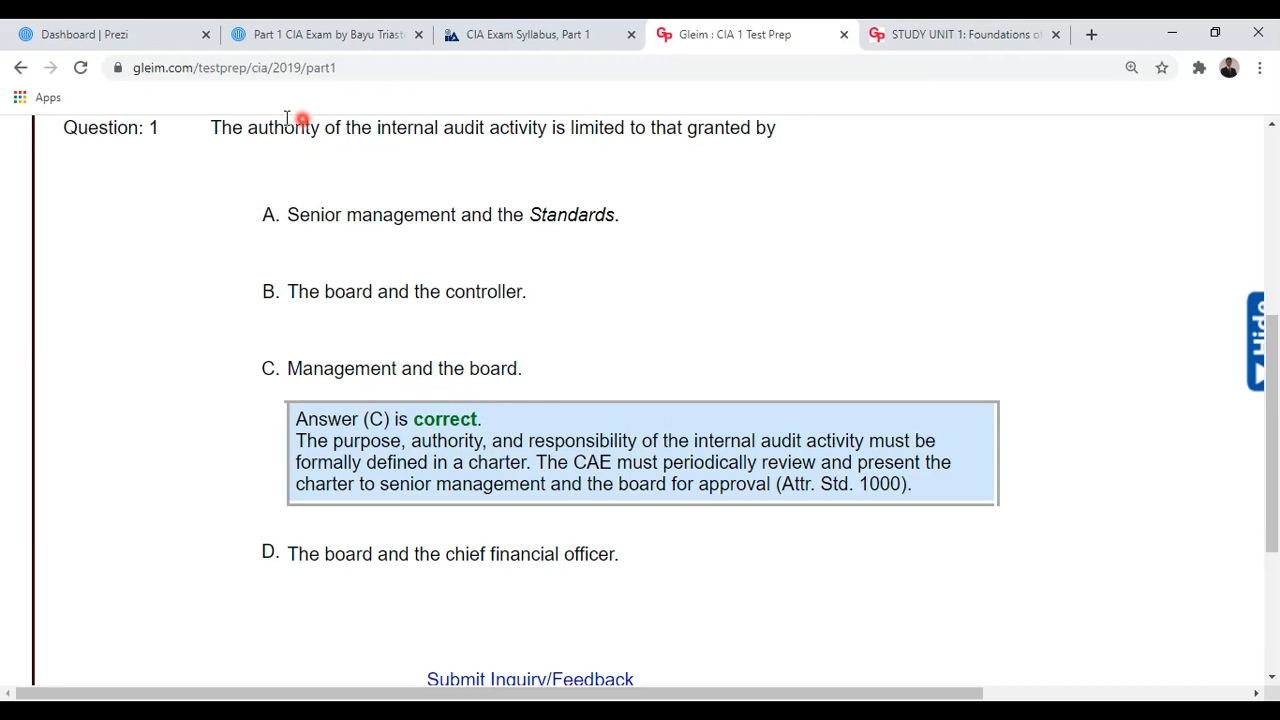 Dashboard | Prezi
Part 1 CIA Exam by Bayu TriaSt
CIA Exam Syllabus, Part 1
Gleim : CIA 1 Test Prep
STUDY UNIT 1: Foundations of
gleim.com/testprep/cia/2019/part1
Apps
Question: 1 The authority of the internal audit activity is limited to that granted by
A. Senior management and the Standards.
B. The board and the controller.
Hide
C. Management and the board.
Answer (C) is correct.
The purpose, authority, and responsibility of the internal audit activity must be
formally defined in a charter. The CAE must periodically review and present the
charter to senior management and the board for approval (Attr. Std. 1000).
D. The board and the chief financial officer.
Submit Inquiry/Feedback